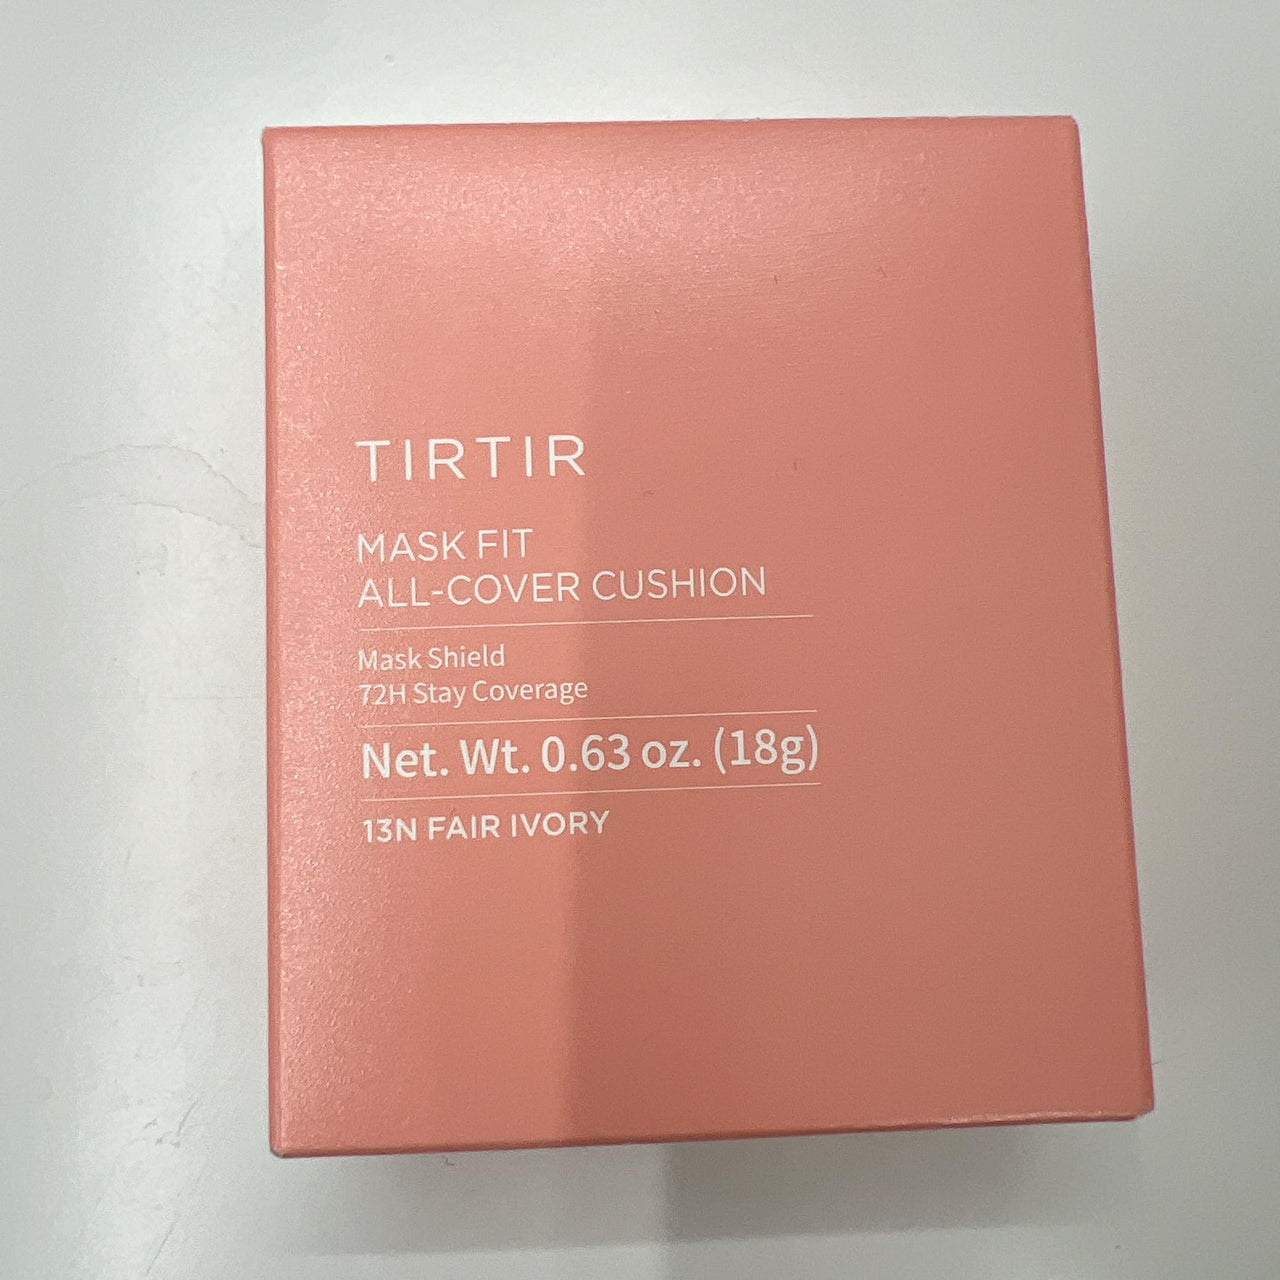 TIRTIR
MASK FIT
ALL-COVER CUSHION
Mask Shield
72H Stay Coverage
Net. Wt. 0.63 oz. (18g)
13N FAIR IVORY